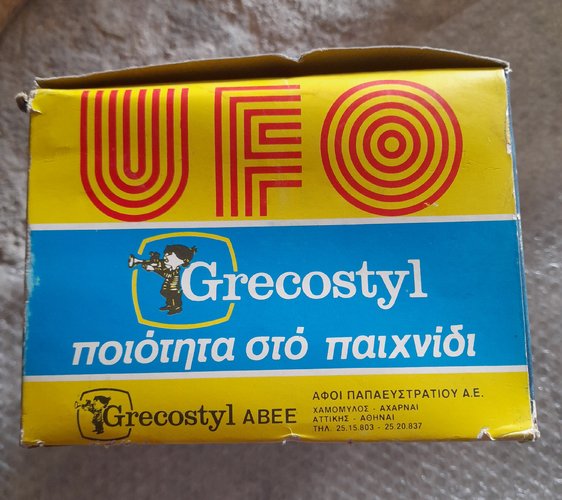 UFO
Grecostyl
ποιότητα στό παιχνίδι
Grecostyl ΑΒΕΕ
ΑΦΟΙ ΠΑΠΑΕΥΣΤΡΑΤΙΟΥ Α.Ε.
ΧΑΜΟΜΥΛΟΣ - ΑΧΑΡΝΑΙ
ΑΤΤΙΚΗΣ - ΑΘΗΝΑΙ
ΤΗΛ. 25.15.803 - 25.20.837